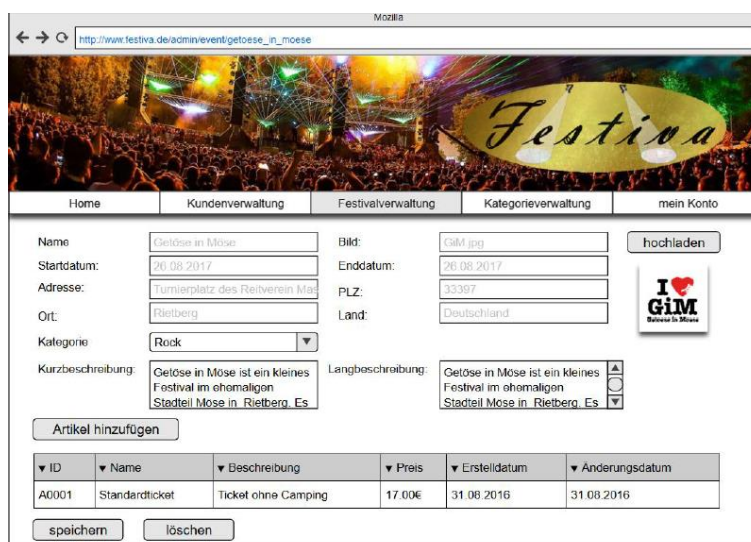 Mozilla
http://www.festiva.de/admin/event/getoese_in_moese
Festiva
Home Kundenverwaltung Festivalverwaltung Kategorieverwaltung mein Konto
Name Getöse in Möse Bild: GiM.jpg hochladen
Startdatum: 26.08.2017 Enddatum: 26.08.2017
Adresse: Turnierplatz des Reitverein Mas PLZ: 33397
Ort: Rietberg Land: Deutschland
I GiM
Getoese in Moese
Kategorie Rock
Kurzbeschreibung: Getöse in Möse ist ein kleines Langbeschreibung: Getöse in Möse ist ein kleines
Festival im ehemaligen Festival im ehemaligen
Stadteil Möse in Rietberg. Es Stadteil Möse in Rietberg. Es
Artikel hinzufügen
ID Name Beschreibung Preis Erstelldatum Änderungsdatum
A0001 Standardticket Ticket ohne Camping 17.00€ 31.08.2016 31.08.2016
speichern löschen